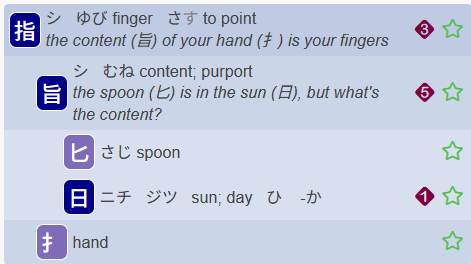 指 シ ゆび finger さす to point 3
the content (旨) of your hand (扌) is your fingers
旨 シ むね content; purport 5
the spoon (匕) is in the sun (日), but what's
the content?
匕 さじ spoon
日 ニチ ジツ sun; day ひ -か 1
扌 hand